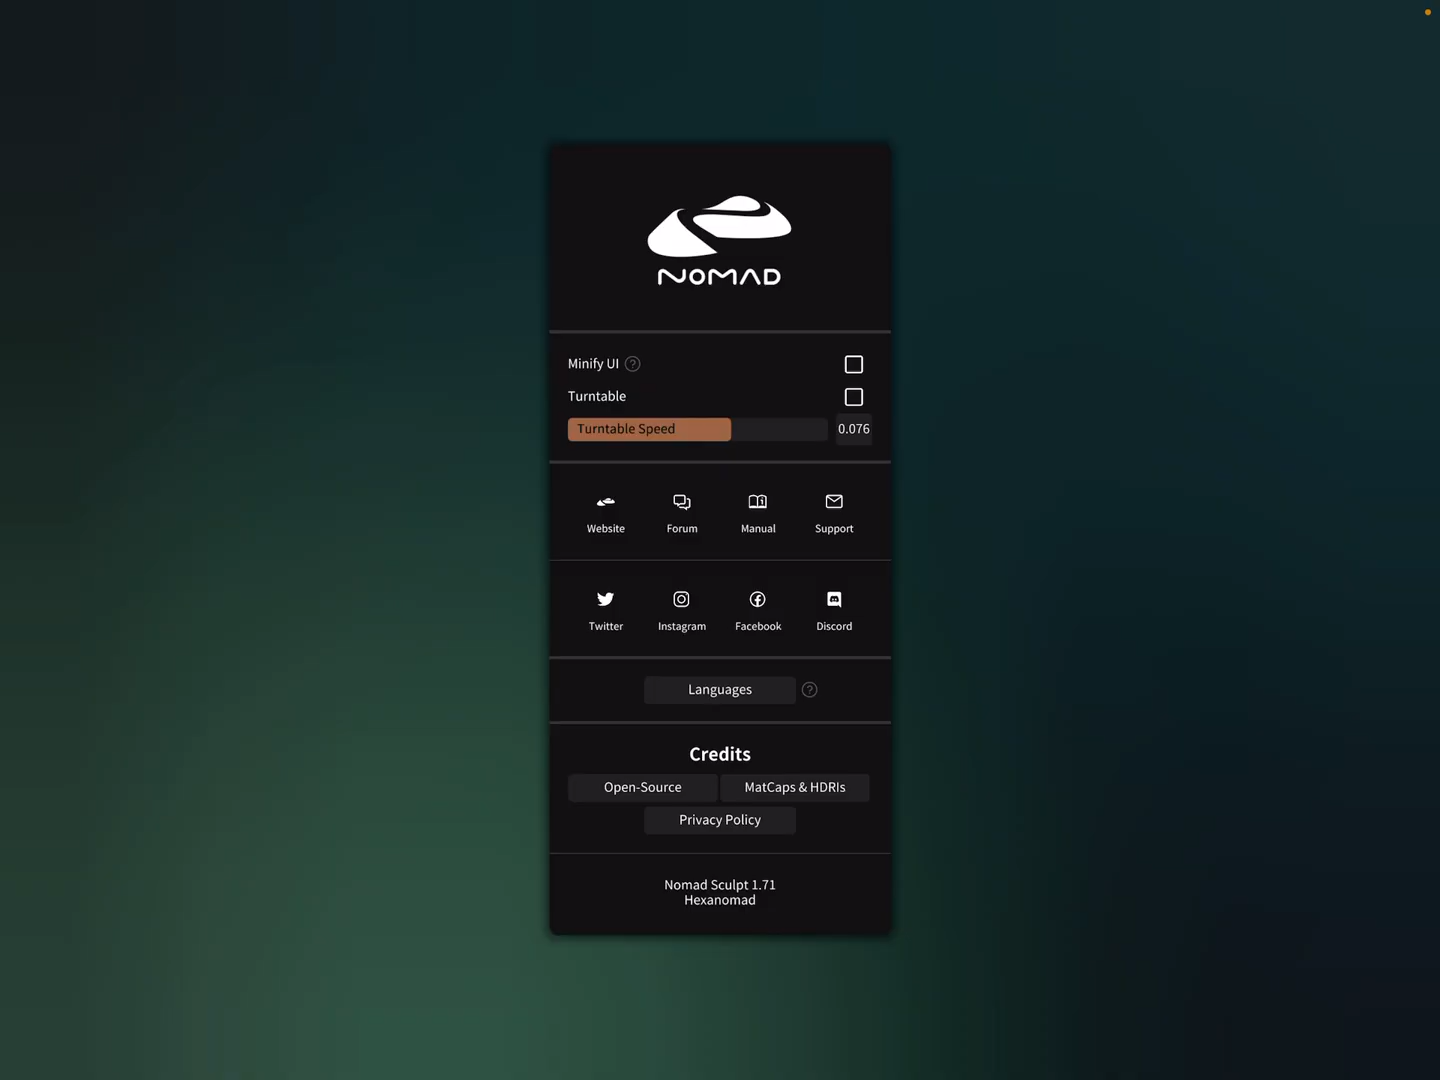 NOMAD
Minify UI ?
Turntable
Turntable Speed 0.076
Website Forum Manual Support
Twitter Instagram Facebook Discord
Languages ?
Credits
Open-Source MatCaps & HDRIs
Privacy Policy
Nomad Sculpt 1.71
Hexanomad